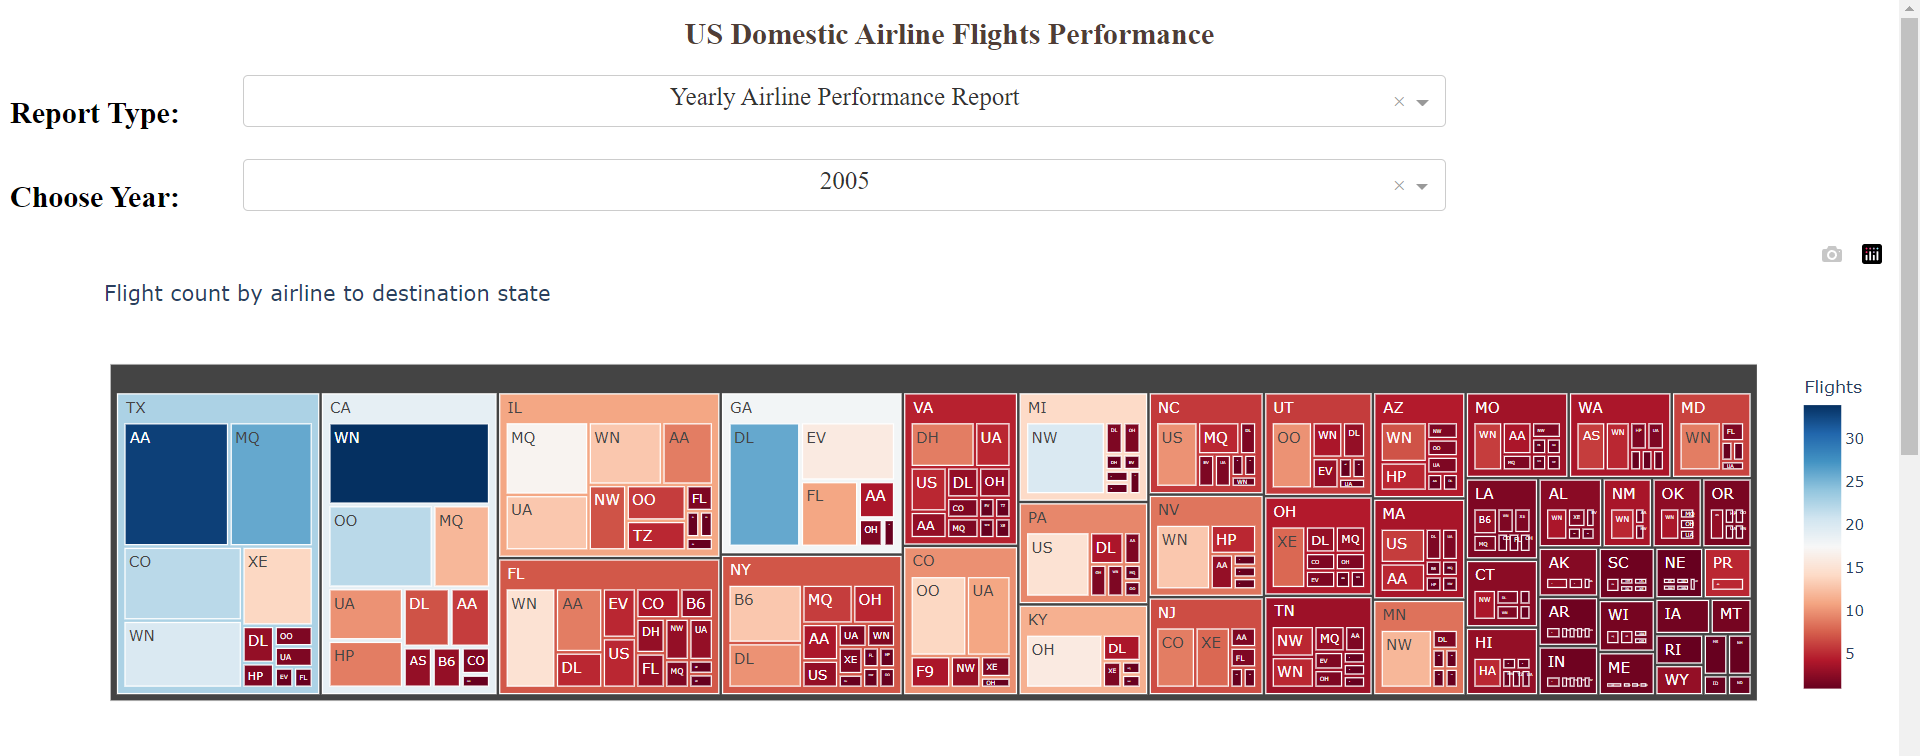 US Domestic Airline Flights Performance
Report Type:
Yearly Airline Performance Report
×
Choose Year:
2005
×
Flight count by airline to destination state
Flights
30
25
20
15
10
5
TX
AA
MQ
CO
XE
WN
DL
OO
UA
HP
EV
FL
CA
WN
OO
MQ
UA
DL
AA
HP
AS
B6
CO
IL
MQ
WN
AA
UA
NW
OO
FL
TZ
FL
WN
AA
EV
CO
B6
DH
NW
UA
DL
US
FL
MQ
GA
DL
EV
FL
AA
OH
NY
B6
MQ
OH
DL
AA
UA
WN
XE
US
VA
DH
UA
US
DL
OH
CO
AA
MQ
CO
OO
UA
F9
NW
XE
OH
MI
NW
PA
US
DL
KY
OH
DL
XE
NC
US
MQ
WN
NV
WN
HP
AA
NJ
CO
XE
AA
FL
UT
OO
WN
DL
EV
UA
OH
XE
DL
MQ
CO
OH
EV
TN
NW
MQ
AA
WN
EV
OH
AZ
WN
NW
OO
HP
UA
MA
US
AA
MN
NW
DL
MO
WN
AA
MQ
WA
AS
WN
MD
WN
FL
UA
LA
B6
MQ
AL
WN
XE
NM
WN
OK
WN
OR
CT
NW
AK
SC
NE
PR
HI
HA
AR
WI
IA
MT
IN
ME
RI
WY